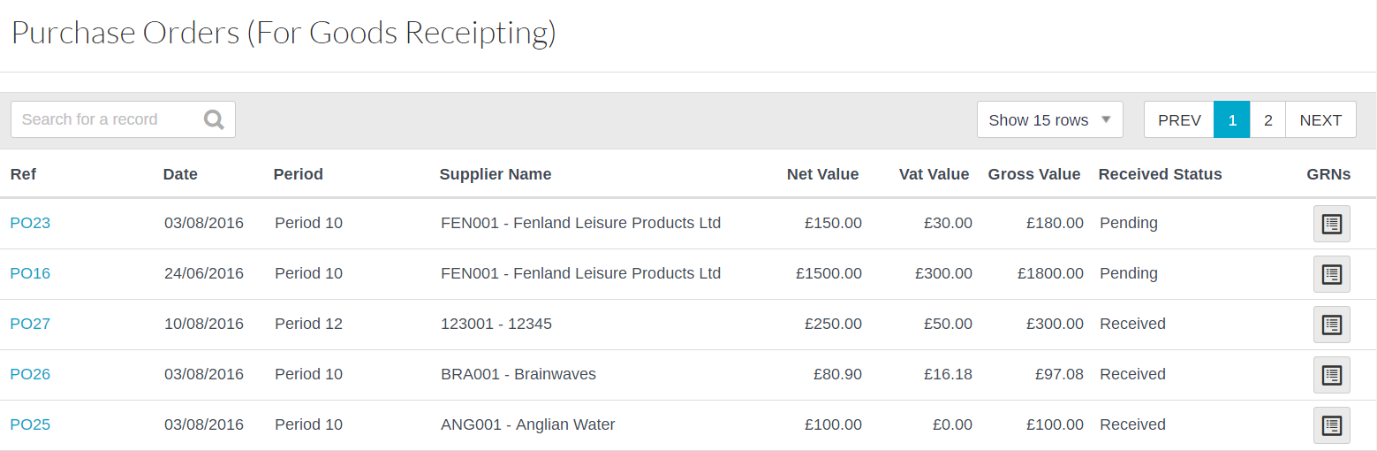 Purchase Orders (For Goods Receipting)
Search for a record Show 15 rows PREV 1 2 NEXT
Ref Date Period Supplier Name Net Value Vat Value Gross Value Received Status GRNs
PO23 03/08/2016 Period 10 FEN001 - Fenland Leisure Products Ltd £150.00 £30.00 £180.00 Pending
PO16 24/06/2016 Period 10 FEN001 - Fenland Leisure Products Ltd £1500.00 £300.00 £1800.00 Pending
PO27 10/08/2016 Period 12 123001 - 12345 £250.00 £50.00 £300.00 Received
PO26 03/08/2016 Period 10 BRA001 - Brainwaves £80.90 £16.18 £97.08 Received
PO25 03/08/2016 Period 10 ANG001 - Anglian Water £100.00 £0.00 £100.00 Received